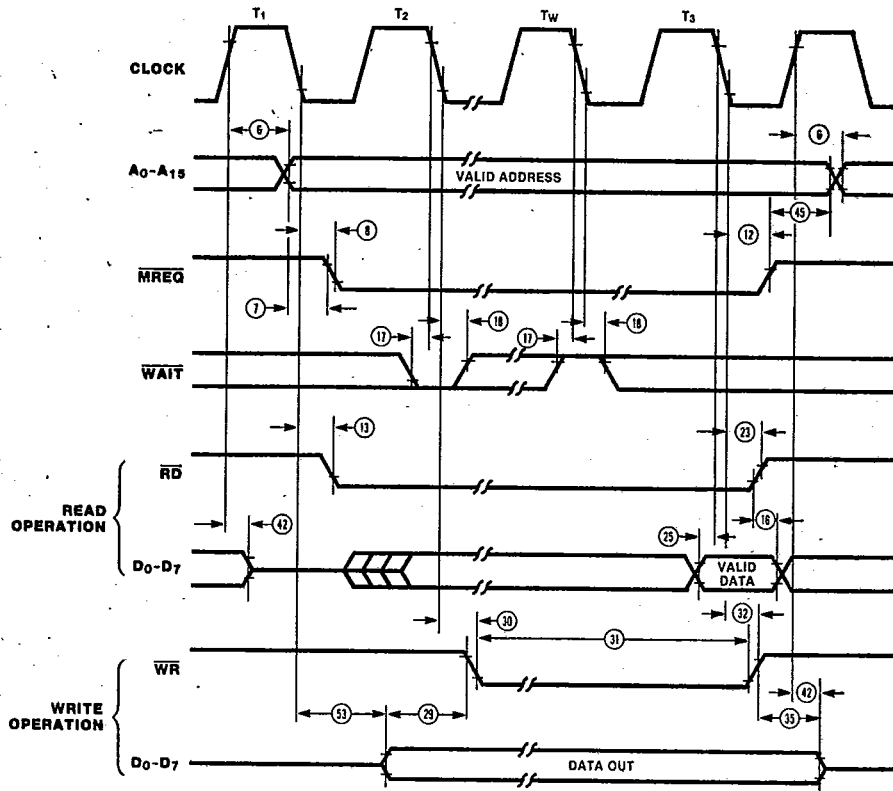 T1 T2 TW T3
CLOCK
6 6
A0-A15 VALID ADDRESS
45
8 12
MREQ
7
17 18 17 18
WAIT
13 23
RD
READ OPERATION
42 16
25
D0-D7 VALID DATA
32
30 31
WR
WRITE OPERATION
42
53 29 35
D0-D7 DATA OUT